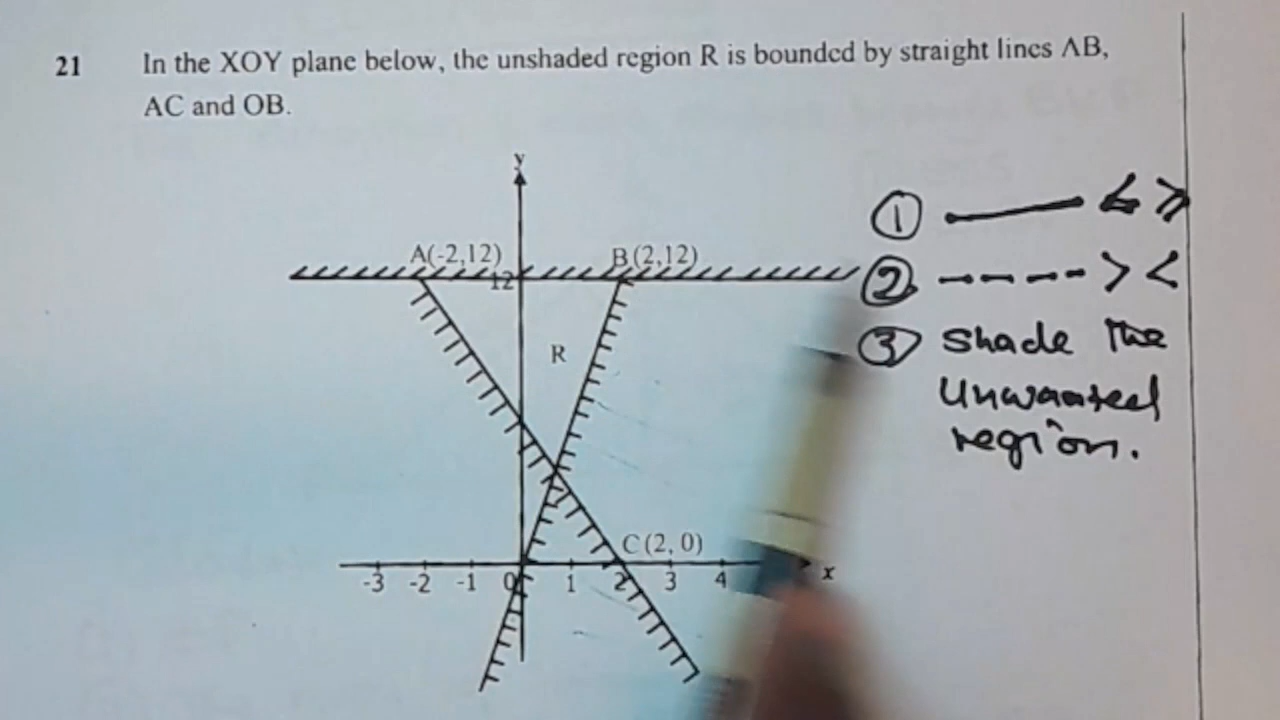 21 In the XOY plane below, the unshaded region R is bounded by straight lines AB,
AC and OB.
y
A(-2,12) B(2,12)
12
R
C(2, 0)
-3 -2 -1 0 1 2 3 4 x
① < >
② > <
③ Shade the
Unwanted
region.